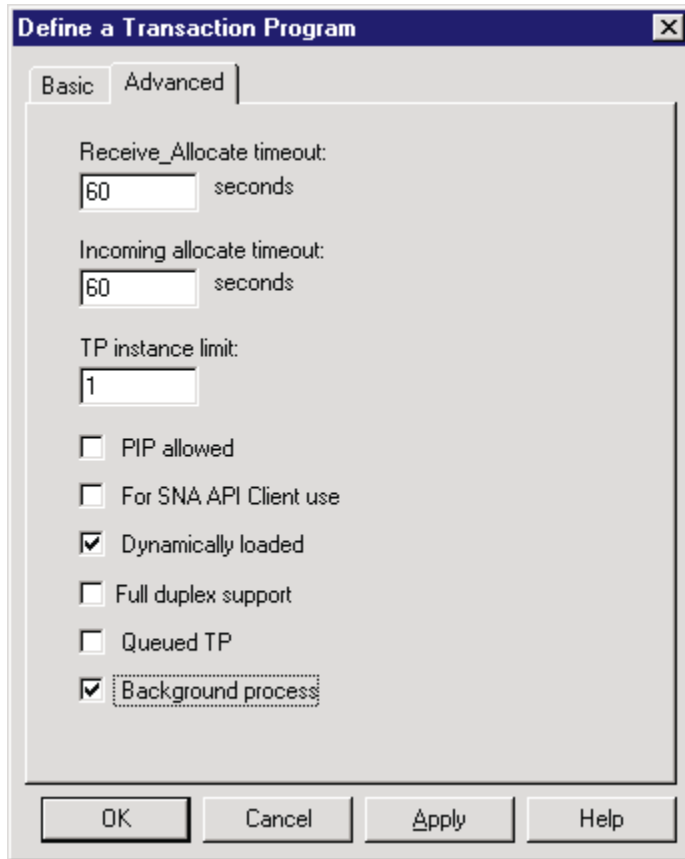 Define a Transaction Program
Basic
Advanced
Receive_Allocate timeout:
60 seconds
Incoming allocate timeout:
60 seconds
TP instance limit:
1
PIP allowed
For SNA API Client use
Dynamically loaded
Full duplex support
Queued TP
Background process
OK
Cancel
Apply
Help